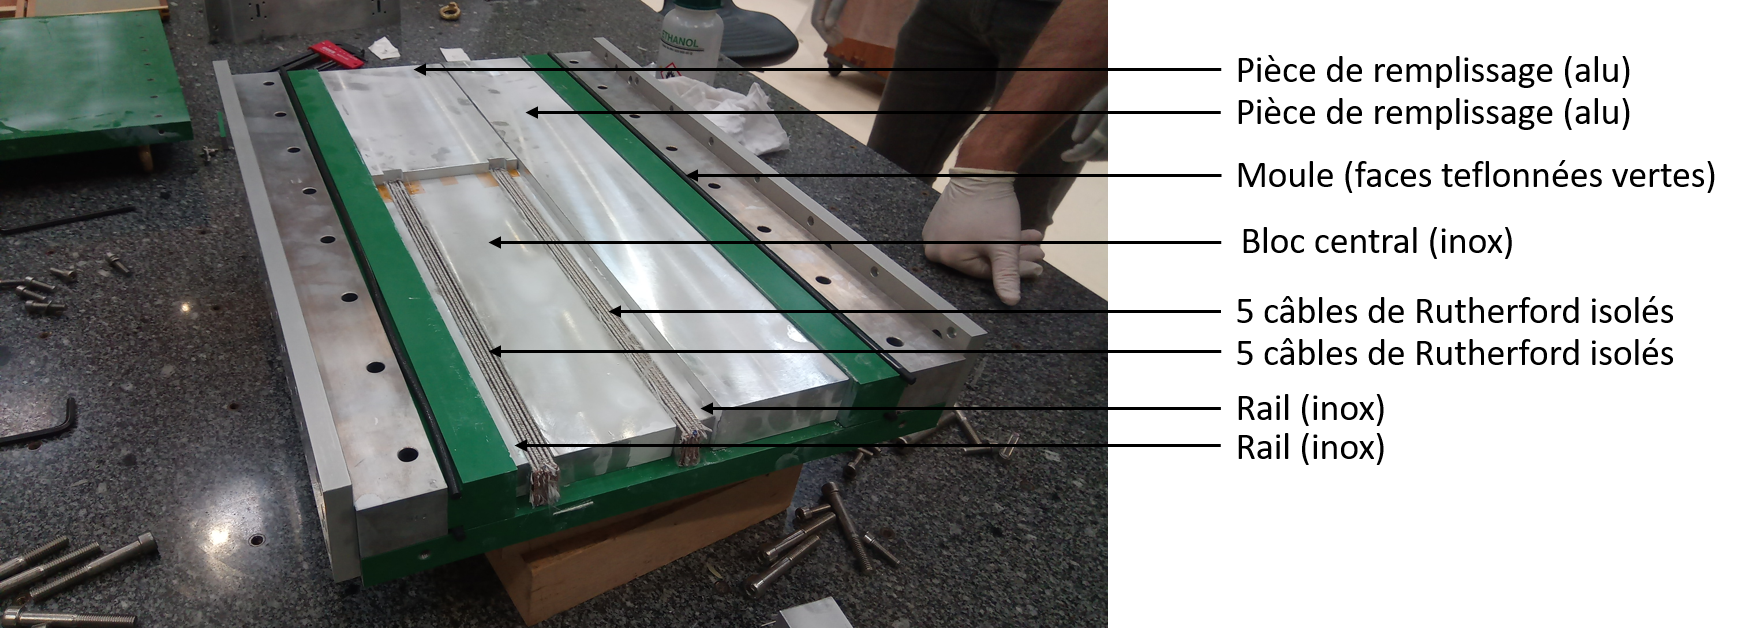 ETHANOL
Pièce de remplissage (alu)
Pièce de remplissage (alu)
Moule (faces teflonnées vertes)
Bloc central (inox)
5 câbles de Rutherford isolés
5 câbles de Rutherford isolés
Rail (inox)
Rail (inox)